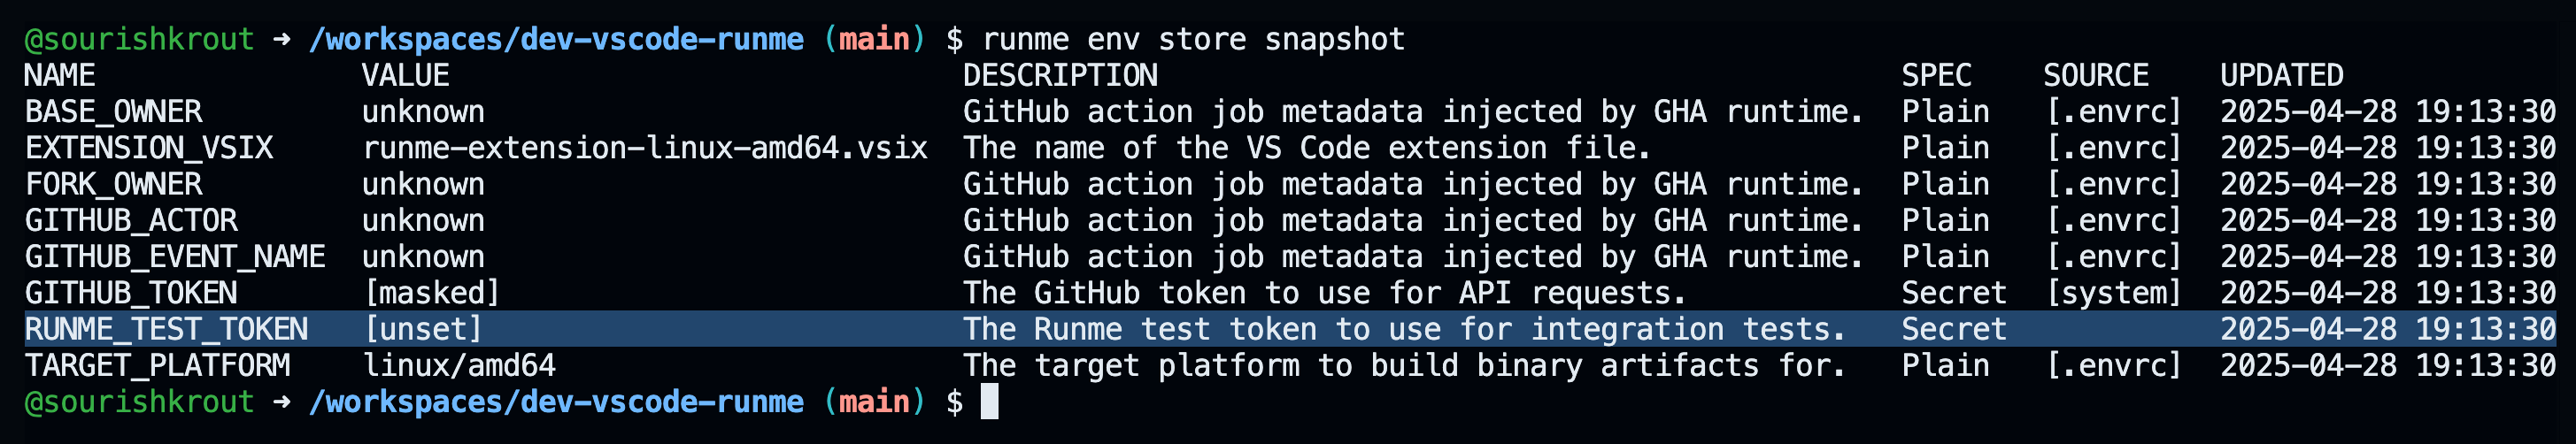 @sourishkrout ➜ /workspaces/dev-vscode-runme (main) $ runme env store snapshot
NAME VALUE DESCRIPTION SPEC SOURCE UPDATED
BASE_OWNER unknown GitHub action job metadata injected by GHA runtime. Plain [.envrc] 2025-04-28 19:13:30
EXTENSION_VSIX runme-extension-linux-amd64.vsix The name of the VS Code extension file. Plain [.envrc] 2025-04-28 19:13:30
FORK_OWNER unknown GitHub action job metadata injected by GHA runtime. Plain [.envrc] 2025-04-28 19:13:30
GITHUB_ACTOR unknown GitHub action job metadata injected by GHA runtime. Plain [.envrc] 2025-04-28 19:13:30
GITHUB_EVENT_NAME unknown GitHub action job metadata injected by GHA runtime. Plain [.envrc] 2025-04-28 19:13:30
GITHUB_TOKEN [masked] The GitHub token to use for API requests. Secret [system] 2025-04-28 19:13:30
RUNME_TEST_TOKEN [unset] The Runme test token to use for integration tests. Secret 2025-04-28 19:13:30
TARGET_PLATFORM linux/amd64 The target platform to build binary artifacts for. Plain [.envrc] 2025-04-28 19:13:30
@sourishkrout ➜ /workspaces/dev-vscode-runme (main) $